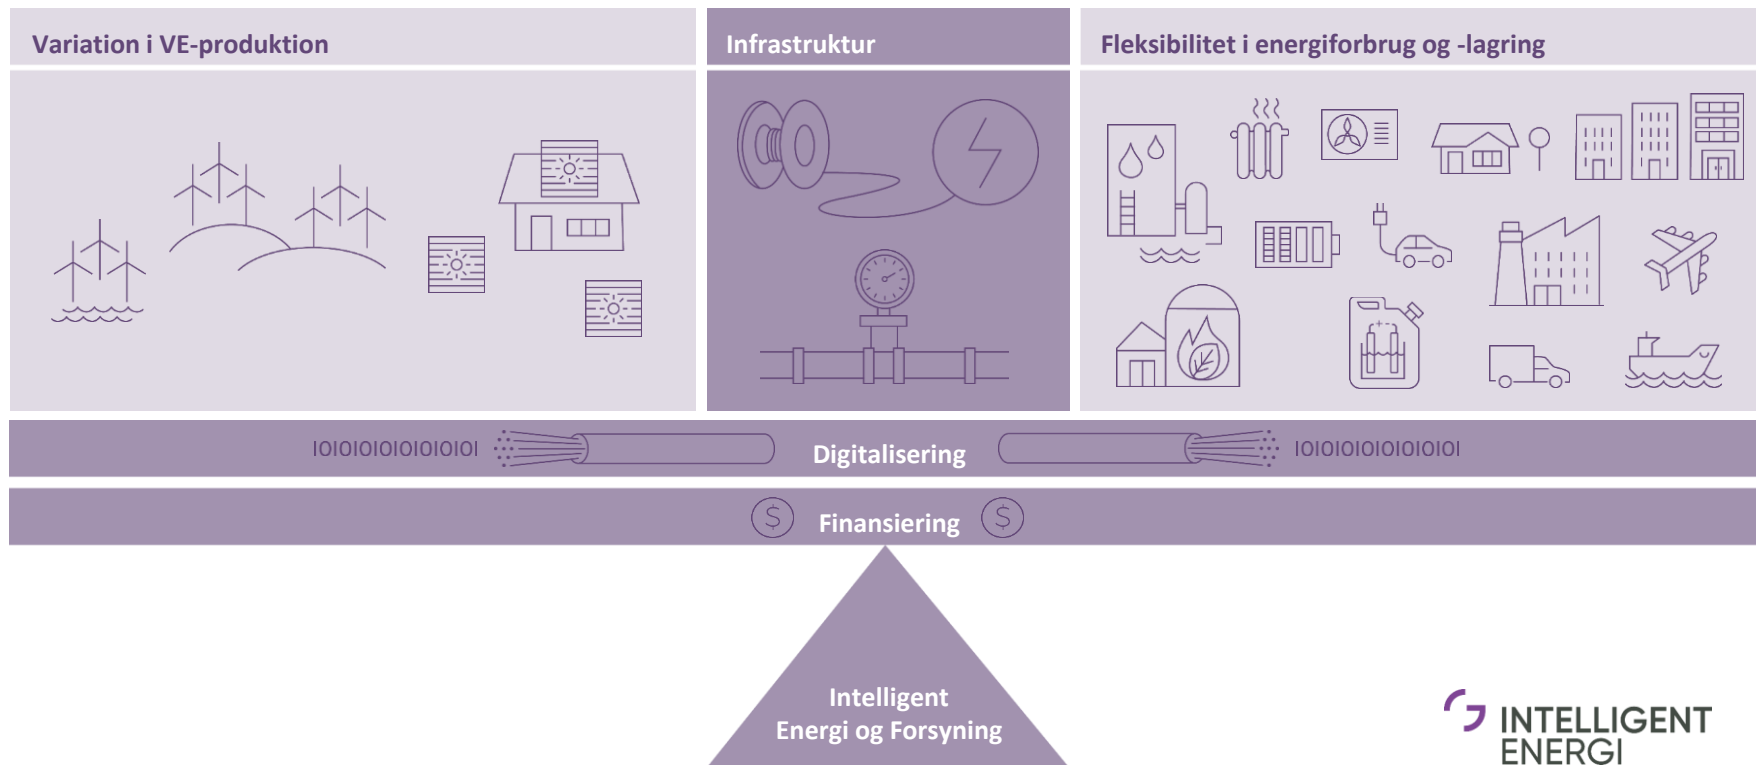 Variation i VE-produktion
Infrastruktur
Fleksibilitet i energiforbrug og -lagring
IOIOIOIOIOIOIOIOI
Digitalisering
IOIOIOIOIOIOIOIOI
$ Finansiering $
Intelligent
Energi og Forsyning
INTELLIGENT
ENERGI